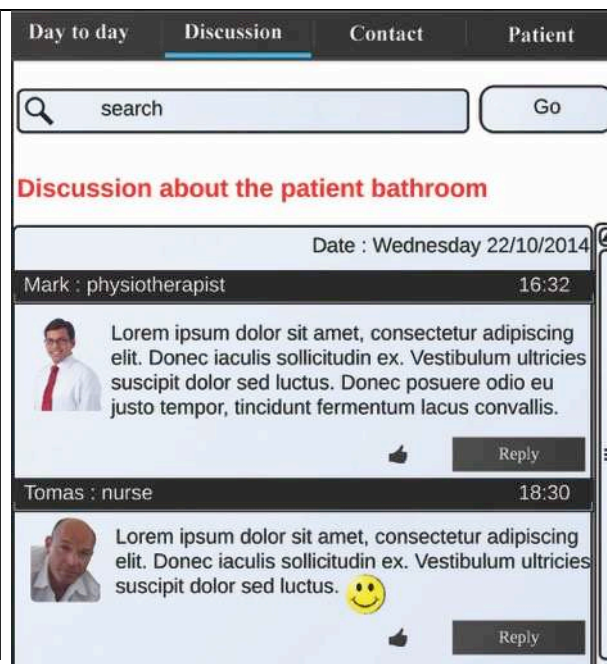 Day to day Discussion Contact Patient
search Go
Discussion about the patient bathroom
Date : Wednesday 22/10/2014
Mark : physiotherapist 16:32
Lorem ipsum dolor sit amet, consectetur adipiscing
elit. Donec iaculis sollicitudin ex. Vestibulum ultricies
suscipit dolor sed luctus. Donec posuere odio eu
justo tempor, tincidunt fermentum lacus convallis.
Reply
Tomas : nurse 18:30
Lorem ipsum dolor sit amet, consectetur adipiscing
elit. Donec iaculis sollicitudin ex. Vestibulum ultricies
suscipit dolor sed luctus.
Reply